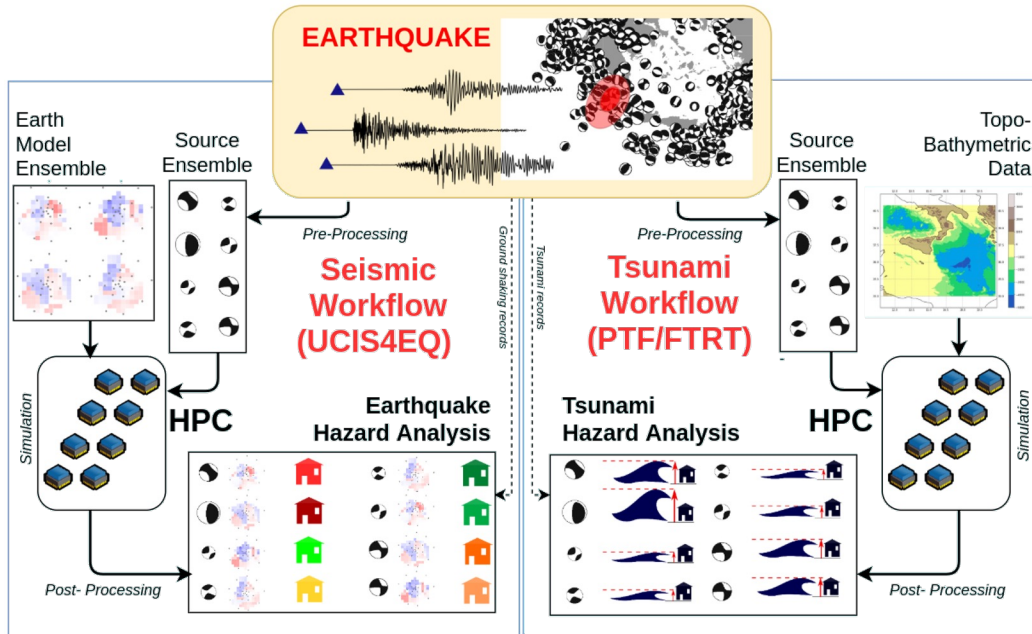 EARTHQUAKE
Earth
Model
Ensemble
Source
Ensemble
Pre-Processing
Seismic
Workflow
(UCIS4EQ)
Simulation
HPC
Earthquake
Hazard Analysis
Post- Processing
Ground shaking records
Tsunami records
Source
Ensemble
Topo-
Bathymetric
Data
Pre-Processing
Tsunami
Workflow
(PTF/FTRT)
HPC
Simulation
Tsunami
Hazard Analysis
Post- Processing